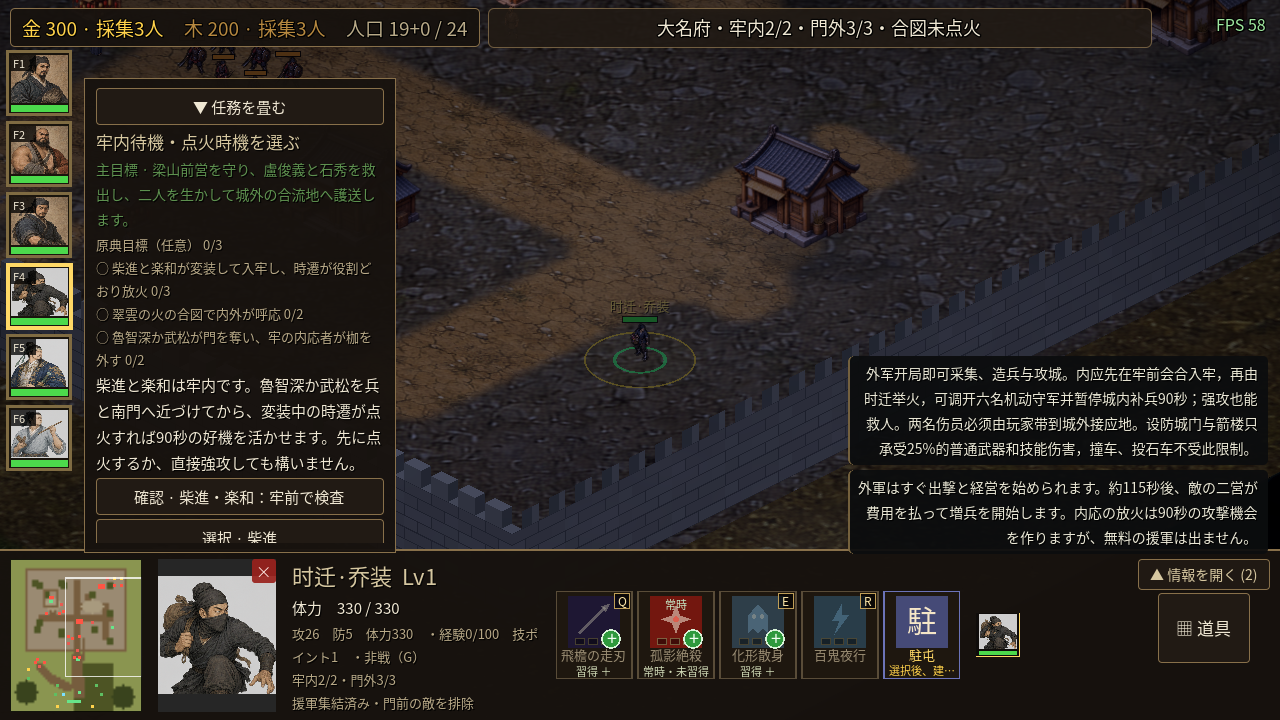 金 300 · 採集3人 木 200 · 採集3人 人口 19+0 / 24
大名府・牢内2/2・門外3/3・合図未点火
FPS 58
F1
F2
F3
F4
F5
F6
▼ 任務を畳む
牢内待機・点火時機を選ぶ
主目標 · 梁山前営を守り、盧俊義と石秀を救
出し、二人を生かして城外の合流地へ護送し
ます。
原典目標（任意） 0/3
○ 柴進と楽和が変装して入牢し、時遷が役割ど
おり放火 0/3
○ 翠雲の火の合図で内外が呼応 0/2
○ 魯智深か武松が門を奪い、牢の内応者が枷を
外す 0/2
柴進と楽和は牢内です。魯智深か武松を兵
と南門へ近づけてから、変装中の時遷が点
火すれば90秒の好機を活かせます。先に点
火するか、直接強攻しても構いません。
確認 · 柴進・楽和：牢前で検査
選択 · 柴進
时迁·乔装
外军开局即可采集、造兵与攻城。内应先在牢前会合入牢，再由
时迁举火，可调开六名机动守军并暂停城内补兵90秒；强攻也能
救人。两名伤员必须由玩家带到城外接应地。设防城门与箭楼只
承受25%的普通武器和技能伤害，撞车、投石车不受此限制。
外軍はすぐ出撃と経営を始められます。約115秒後、敵の二営が
費用を払って増兵を開始します。内応の放火は90秒の攻撃機会
を作りますが、無料の援軍は出ません。
时迁·乔装 Lv1
体力 330 / 330
攻26 防5 体力330 ・経験0/100 技ポ
イント1 ・非戦（G）
牢内2/2・門外3/3
援軍集結済み・門前の敵を排除
Q
飛檐の走刃
習得 ＋
常時
孤影絶殺
常時・未習得
E
化形散身
習得 ＋
R
百鬼夜行
駐
駐屯
選択後、建…
▲ 情報を開く (2)
▦ 道具